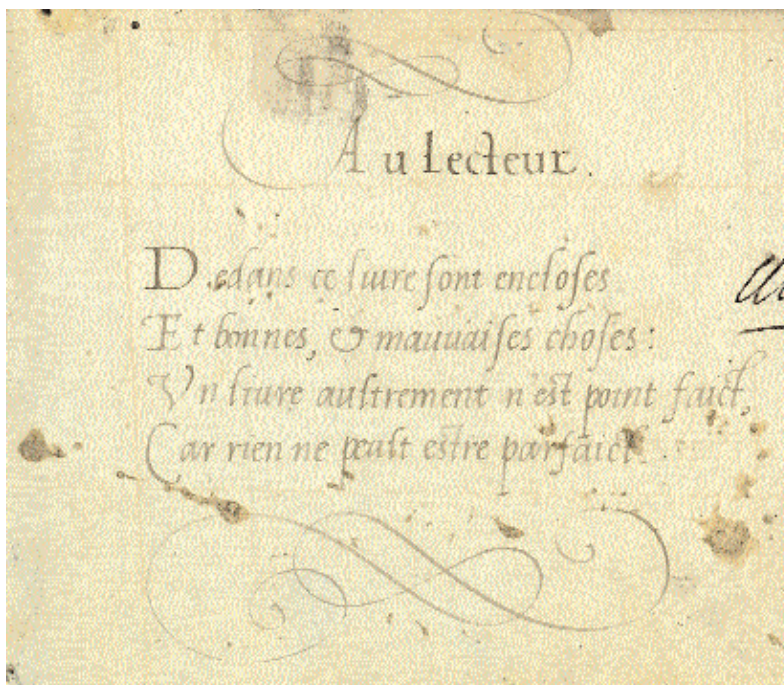 Au lecteur.
Dedans ce liure sont encloses
Et bonnes, & mauuaises choses:
Vn liure aultrement n'est point faict,
Car rien ne peult estre parfaict.